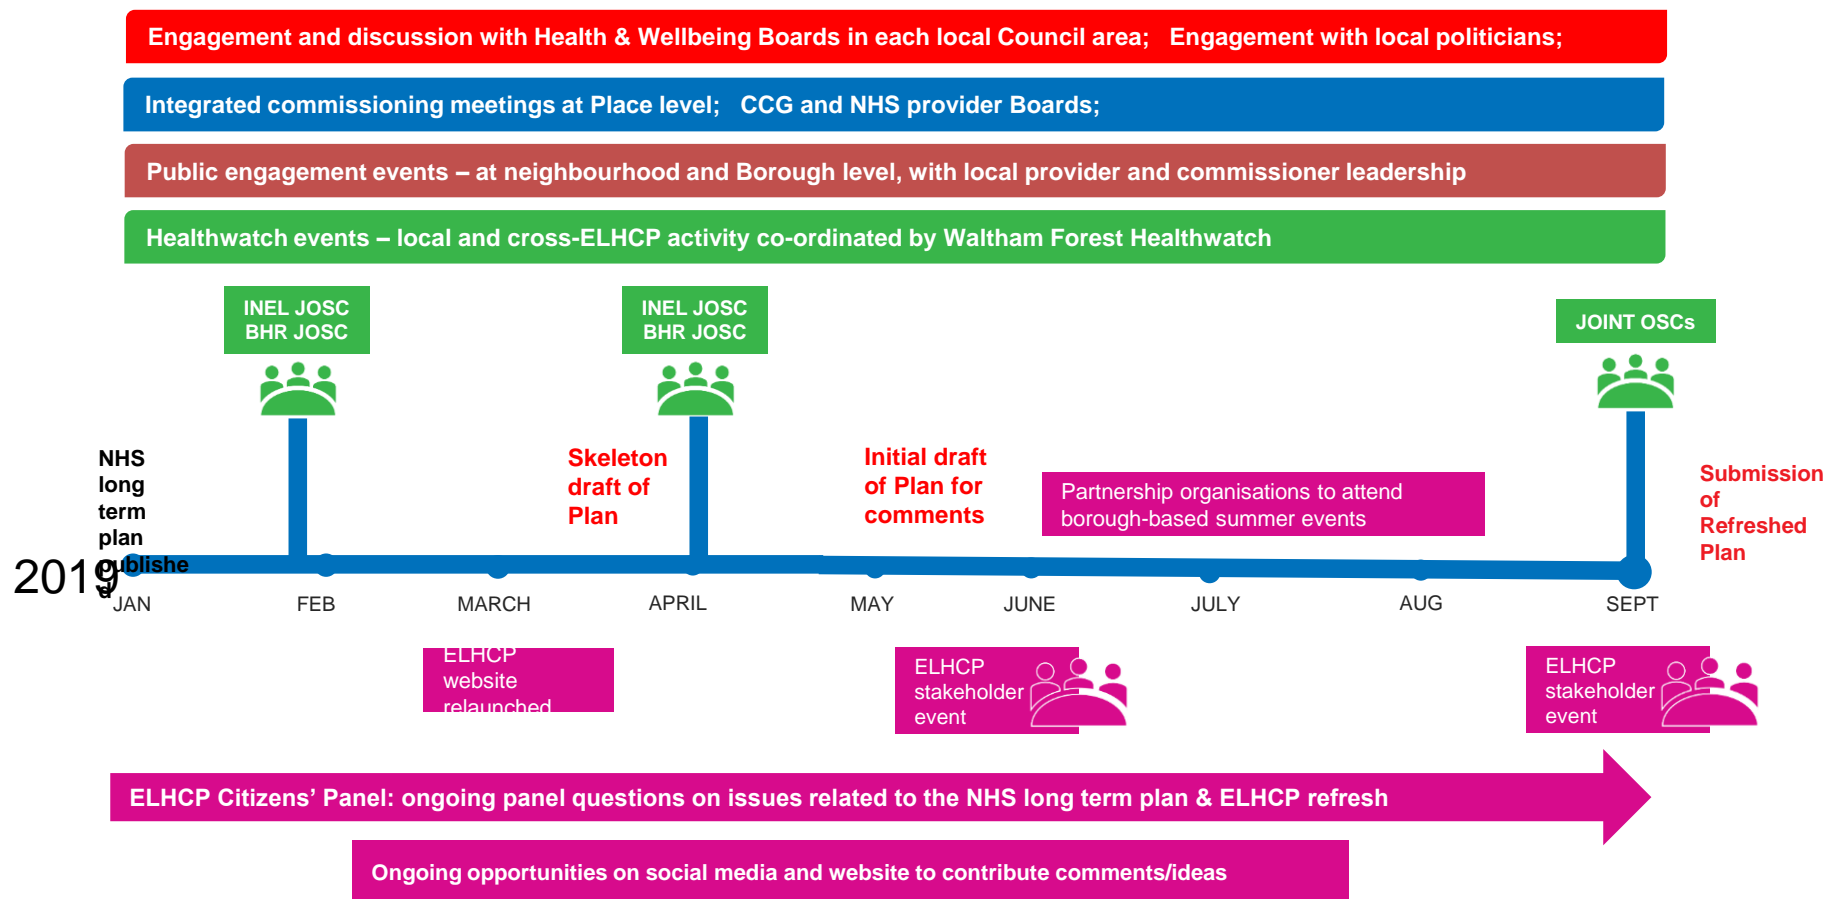 Engagement and discussion with Health & Wellbeing Boards in each local Council area;   Engagement with local politicians;
Integrated commissioning meetings at Place level;   CCG and NHS provider Boards;
Public engagement events – at neighbourhood and Borough level, with local provider and commissioner leadership
Healthwatch events – local and cross-ELHCP activity co-ordinated by Waltham Forest Healthwatch
INEL JOSC
BHR JOSC
INEL JOSC
BHR JOSC
JOINT OSCs
NHS
long
term
plan
publishe
d
Skeleton
draft of
Plan
Initial draft
of Plan for
comments
Partnership organisations to attend
borough-based summer events
Submission
of
Refreshed
Plan
2019
JAN
FEB
MARCH
APRIL
MAY
JUNE
JULY
AUG
SEPT
ELHCP
website
relaunched
ELHCP
stakeholder
event
ELHCP
stakeholder
event
ELHCP Citizens’ Panel: ongoing panel questions on issues related to the NHS long term plan & ELHCP refresh
Ongoing opportunities on social media and website to contribute comments/ideas